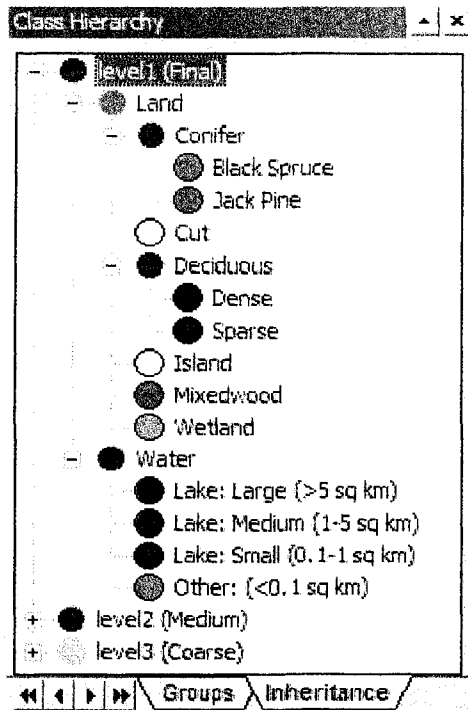 Class Hierarchy
level1 (Final)
Land
Conifer
Black Spruce
Jack Pine
Cut
Deciduous
Dense
Sparse
Island
Mixedwood
Wetland
Water
Lake: Large (>5 sq km)
Lake: Medium (1-5 sq km)
Lake: Small (0.1-1 sq km)
Other: (<0.1 sq km)
level2 (Medium)
level3 (Coarse)
Groups Inheritance